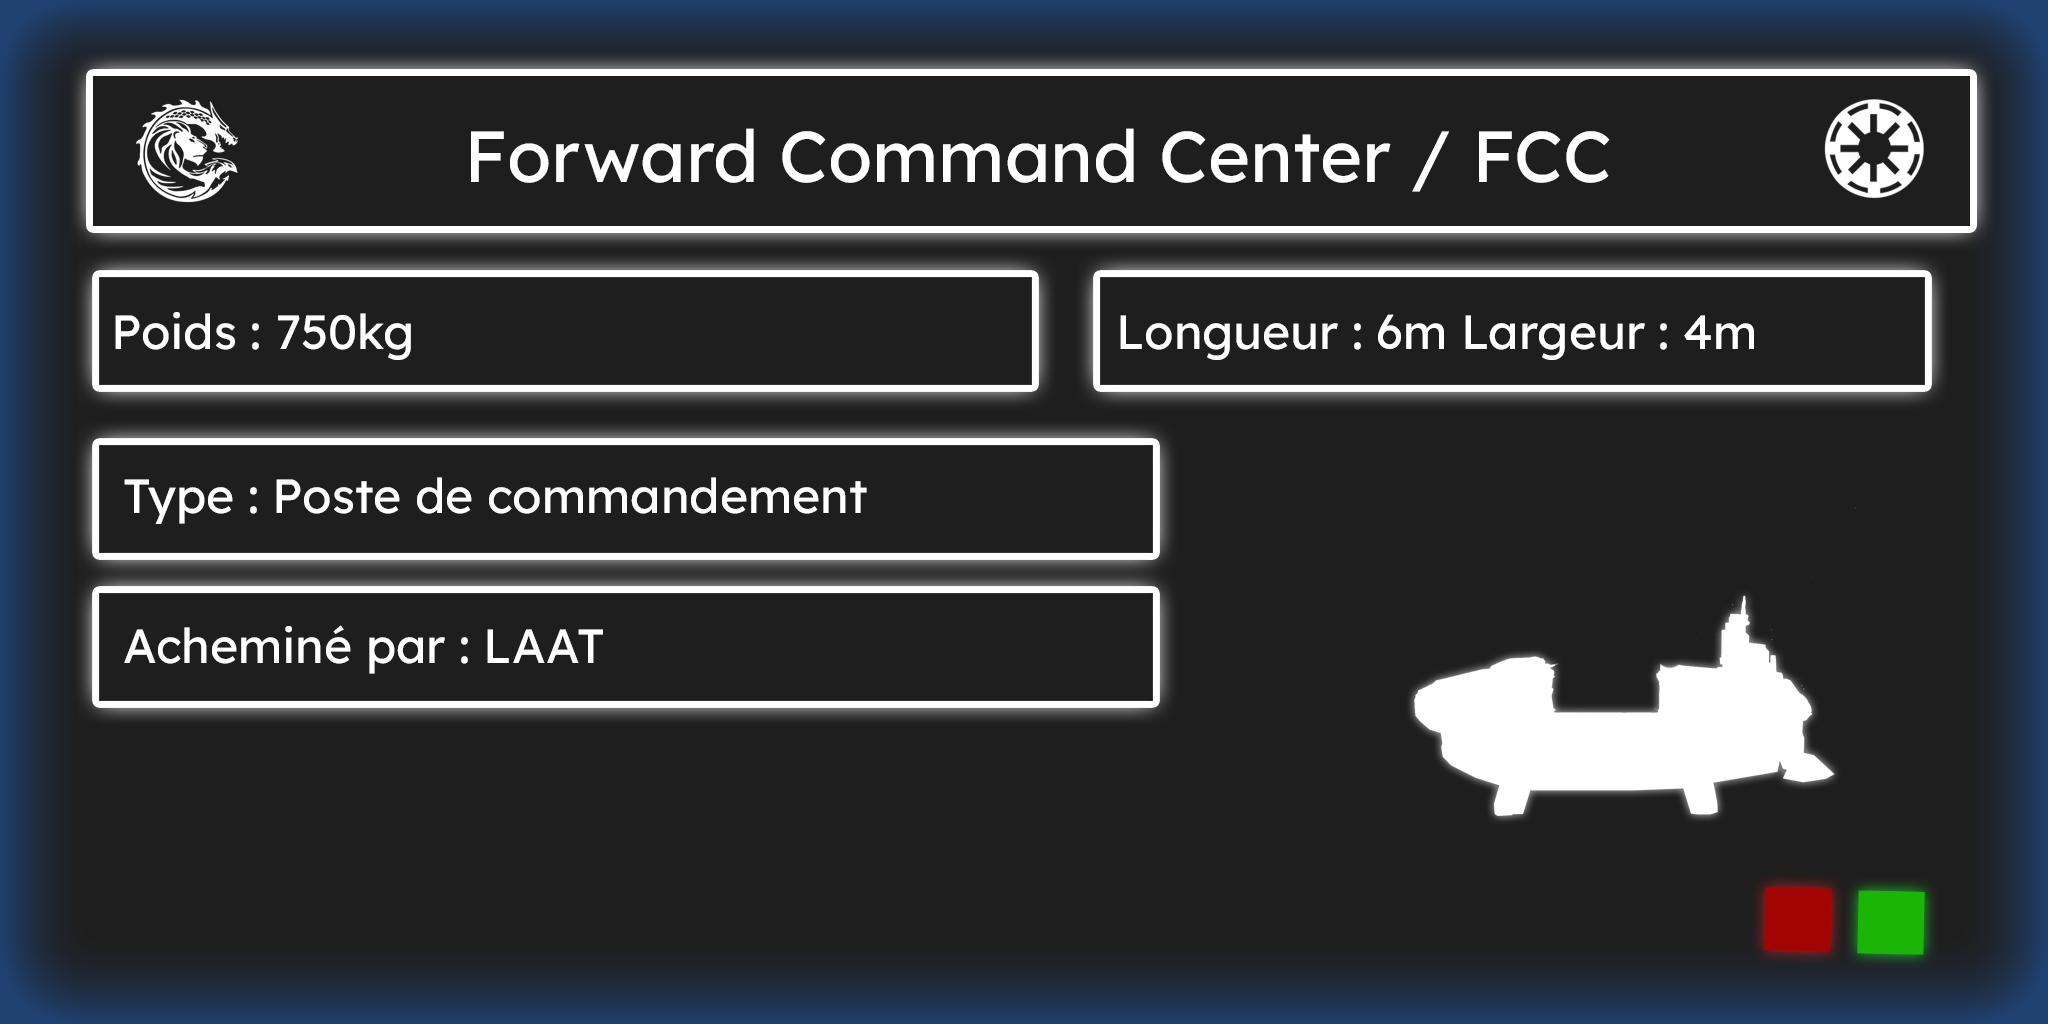 Forward Command Center / FCC
Poids : 750kg
Longueur : 6m Largeur : 4m
Type : Poste de commandement
Acheminé par : LAAT